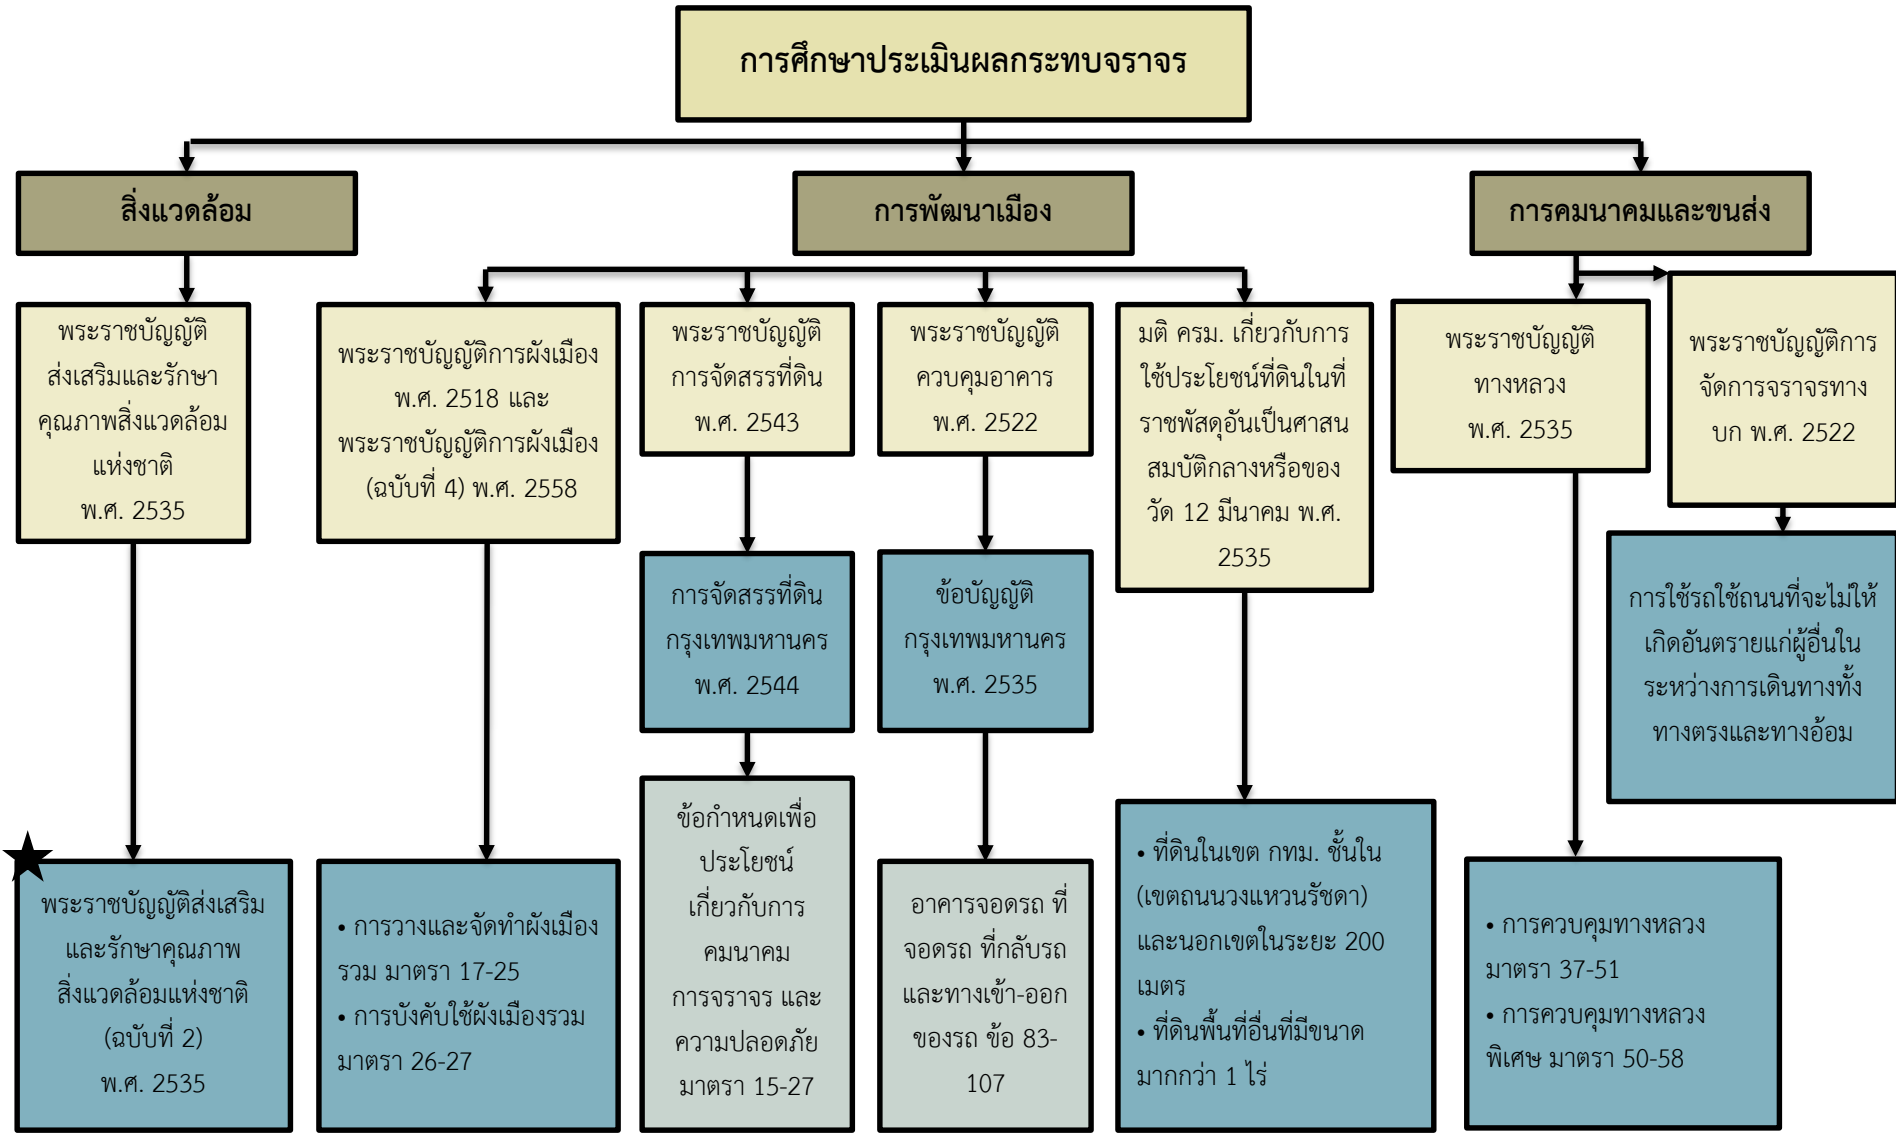 การศึกษาประเมินผลกระทบจราจร
สิ่งแวดล้อม
การพัฒนาเมือง
การคมนาคมและขนส่ง
พระราชบัญญัติ
ส่งเสริมและรักษา
คุณภาพสิ่งแวดล้อม
แห่งชาติ
พ.ศ. 2535
พระราชบัญญัติการผังเมือง
พ.ศ. 2518 และ
พระราชบัญญัติการผังเมือง
(ฉบับที่ 4) พ.ศ. 2558
พระราชบัญญัติ
การจัดสรรที่ดิน
พ.ศ. 2543
พระราชบัญญัติ
ควบคุมอาคาร
พ.ศ. 2522
มติ ครม. เกี่ยวกับการ
ใช้ประโยชน์ที่ดินในที่
ราชพัสดุอันเป็นศาสน
สมบัติกลางหรือของ
วัด 12 มีนาคม พ.ศ.
2535
พระราชบัญญัติ
ทางหลวง
พ.ศ. 2535
พระราชบัญญัติการ
จัดการจราจรทาง
บก พ.ศ. 2522
การจัดสรรที่ดิน
กรุงเทพมหานคร
พ.ศ. 2544
ข้อบัญญัติ
กรุงเทพมหานคร
พ.ศ. 2535
การใช้รถใช้ถนนที่จะไม่ให้
เกิดอันตรายแก่ผู้อื่นใน
ระหว่างการเดินทางทั้ง
ทางตรงและทางอ้อม
พระราชบัญญัติส่งเสริม
และรักษาคุณภาพ
สิ่งแวดล้อมแห่งชาติ
(ฉบับที่ 2)
พ.ศ. 2535
• การวางและจัดทำผังเมือง
รวม มาตรา 17-25
• การบังคับใช้ผังเมืองรวม
มาตรา 26-27
ข้อกำหนดเพื่อ
ประโยชน์
เกี่ยวกับการ
คมนาคม
การจราจร และ
ความปลอดภัย
มาตรา 15-27
อาคารจอดรถ ที่
จอดรถ ที่กลับรถ
และทางเข้า-ออก
ของรถ ข้อ 83-
107
• ที่ดินในเขต กทม. ชั้นใน
(เขตถนนวงแหวนรัชดา)
และนอกเขตในระยะ 200
เมตร
• ที่ดินพื้นที่อื่นที่มีขนาด
มากกว่า 1 ไร่
• การควบคุมทางหลวง
มาตรา 37-51
• การควบคุมทางหลวง
พิเศษ มาตรา 50-58